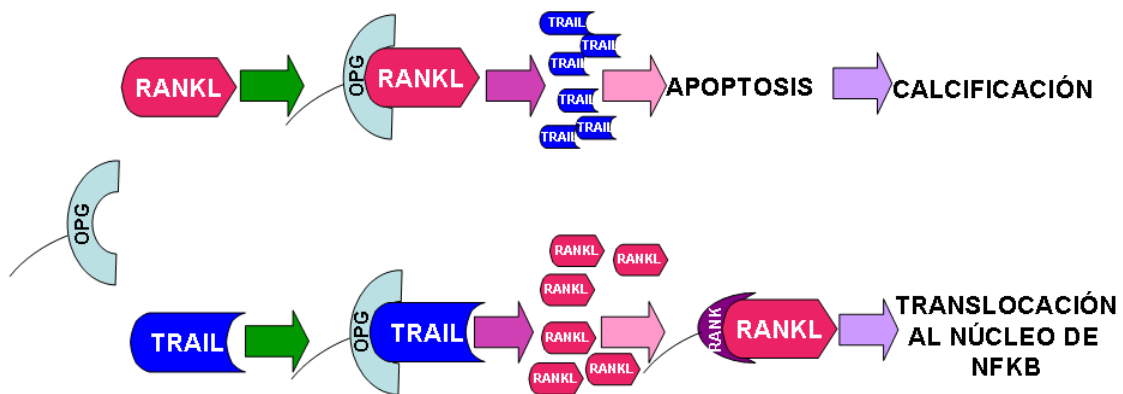 RANKL
OPG
RANKL
TRAIL
TRAIL
TRAIL
TRAIL
TRAIL
TRAIL
APOPTOSIS
CALCIFICACIÓN
OPG
TRAIL
OPG
TRAIL
RANKL
RANKL
RANKL
RANKL
RANKL
RANKL
RANK
RANKL
TRANSLOCACIÓN
AL NÚCLEO DE
NFKB